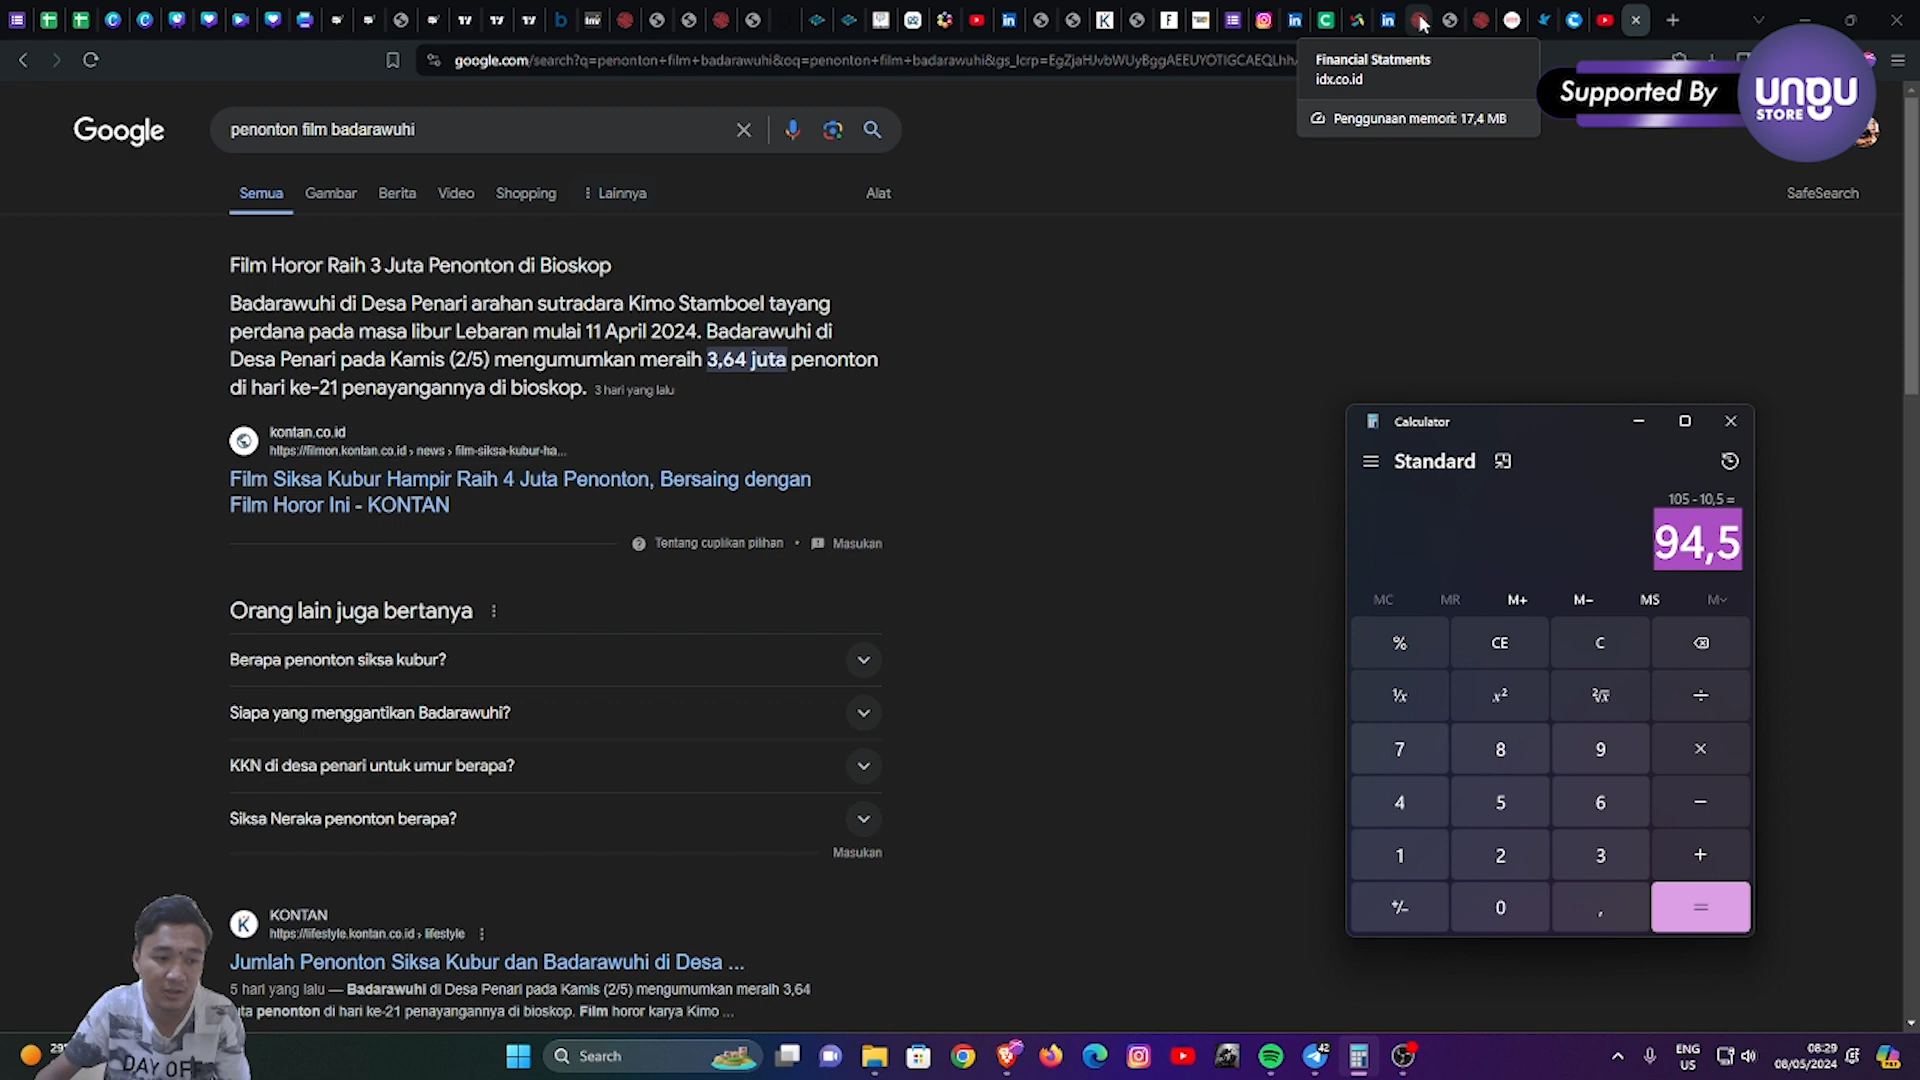 google.com/search?q=penonton+film+badarawuhi&oq=penonton+film+badarawuhi&gs_lcrp=EgZjaHJvbWUyBggAEEUYOTIGCAEQLhh
Financial Statments
idx.co.id
Penggunaan memori: 17,4 MB
Supported By
UNGU
STORE
Google
penonton film badarawuhi
Semua
Gambar
Berita
Video
Shopping
Lainnya
Alat
SafeSearch
Film Horor Raih 3 Juta Penonton di Bioskop
Badarawuhi di Desa Penari arahan sutradara Kimo Stamboel tayang
perdana pada masa libur Lebaran mulai 11 April 2024. Badarawuhi di
Desa Penari pada Kamis (2/5) mengumumkan meraih 3,64 juta penonton
di hari ke-21 penayangannya di bioskop. 3 hari yang lalu
kontan.co.id
https://filmon.kontan.co.id › news › film-siksa-kubur-ha...
Film Siksa Kubur Hampir Raih 4 Juta Penonton, Bersaing dengan
Film Horor Ini - KONTAN
Tentang cuplikan pilihan • Masukan
Orang lain juga bertanya
Berapa penonton siksa kubur?
Siapa yang menggantikan Badarawuhi?
KKN di desa penari untuk umur berapa?
Siksa Neraka penonton berapa?
Masukan
KONTAN
https://lifestyle.kontan.co.id › lifestyle
Jumlah Penonton Siksa Kubur dan Badarawuhi di Desa ...
5 hari yang lalu — Badarawuhi di Desa Penari pada Kamis (2/5) mengumumkan meraih 3,64
penonton di hari ke-21 penayangannya di bioskop. Film horor karya Kimo ...
Calculator
Standard
105 - 10,5 =
94,5
MC MR M+ M− MS M
% CE C
1/x x² 2√x ÷
7 8 9 ×
4 5 6 −
1 2 3 +
+/− 0 , =
DAY OFF
29°
Search
42
ENG
US
08:29
08/05/2024